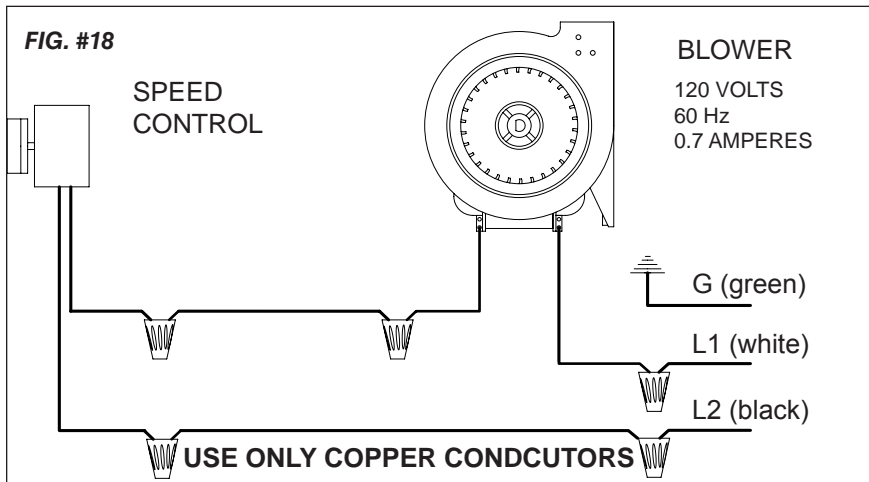 FIG. #18
SPEED
CONTROL
BLOWER
120 VOLTS
60 Hz
0.7 AMPERES
D
G (green)
L1 (white)
L2 (black)
USE ONLY COPPER CONDCUTORS